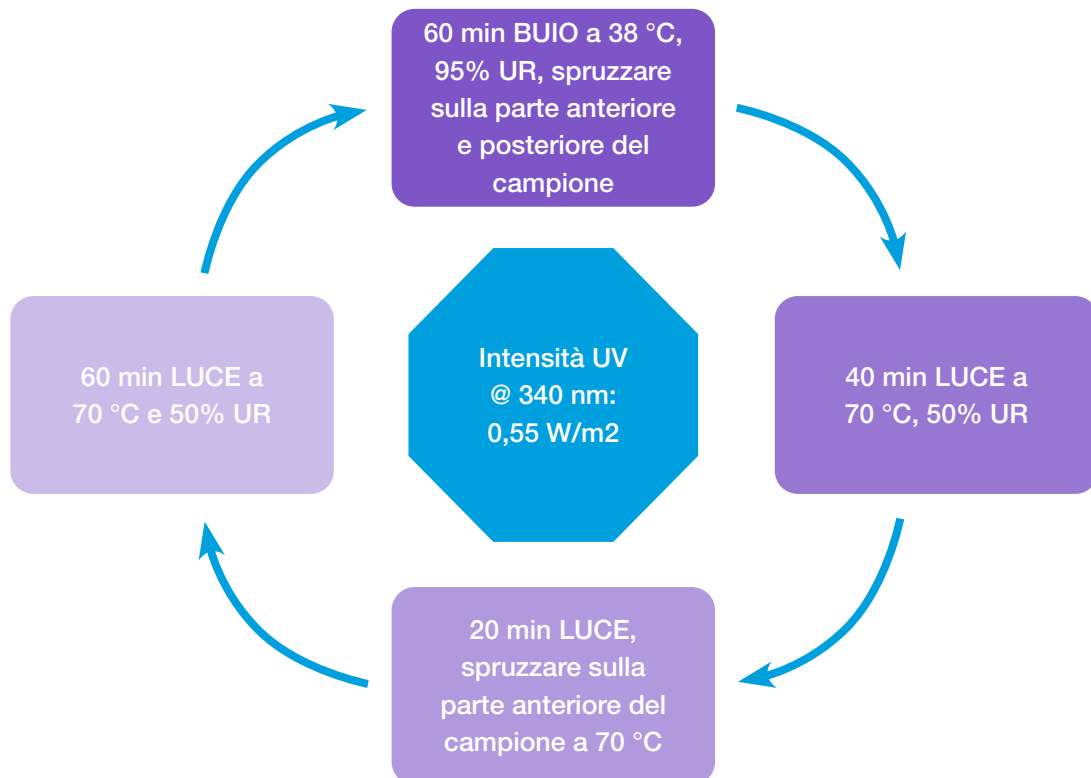 60 min BUIO a 38 °C,
95% UR, spruzzare
sulla parte anteriore
e posteriore del
campione
40 min LUCE a
70 °C, 50% UR
20 min LUCE,
spruzzare sulla
parte anteriore del
campione a 70 °C
60 min LUCE a
70 °C e 50% UR
Intensità UV
@ 340 nm:
0,55 W/m2